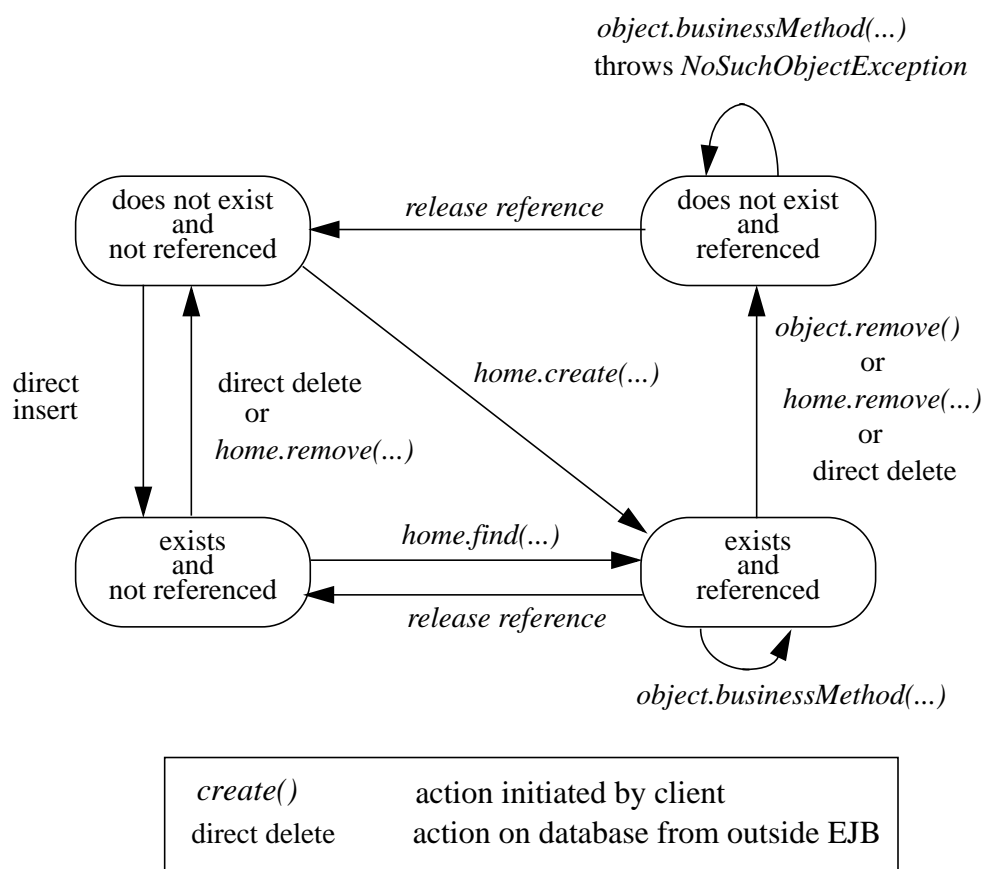 object.businessMethod(...)
throws NoSuchObjectException
does not exist
and
not referenced
release reference
does not exist
and
referenced
direct
insert
direct delete
or
home.remove(...)
home.create(...)
object.remove()
or
home.remove(...)
or
direct delete
exists
and
not referenced
home.find(...)
release reference
exists
and
referenced
object.businessMethod(...)
create() action initiated by client
direct delete action on database from outside EJB